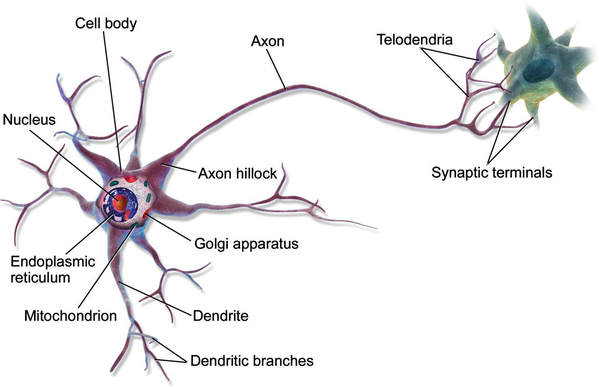 Cell body
Axon
Telodendria
Nucleus
Axon hillock
Synaptic terminals
Golgi apparatus
Endoplasmic
reticulum
Mitochondrion
Dendrite
Dendritic branches